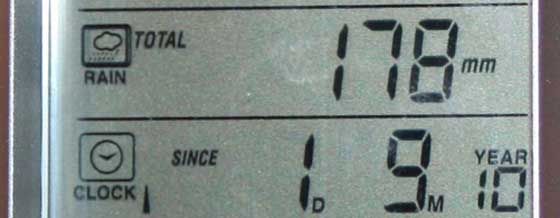 TOTAL 178 mm
RAIN
SINCE 1 D 9 M YEAR 10
CLOCK